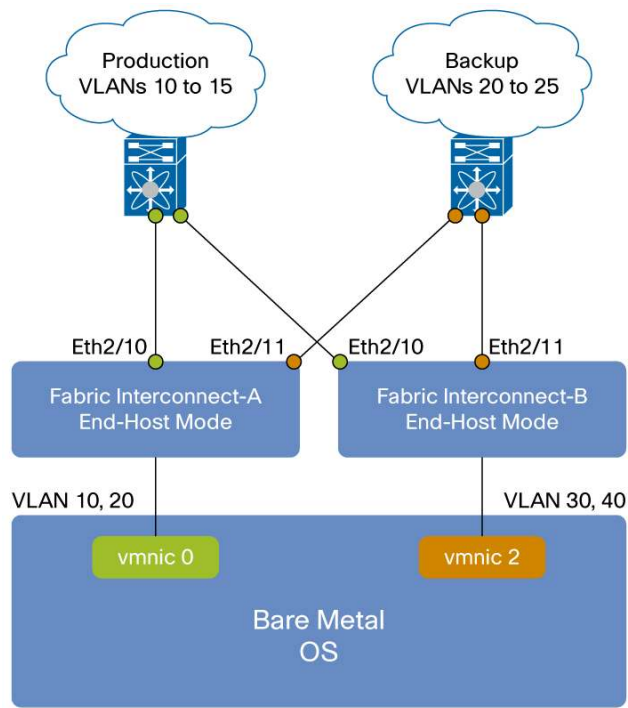 Production
VLANs 10 to 15
Backup
VLANs 20 to 25
Eth2/10
Eth2/11
Eth2/10
Eth2/11
Fabric Interconnect-A
End-Host Mode
Fabric Interconnect-B
End-Host Mode
VLAN 10, 20
VLAN 30, 40
vmnic 0
vmnic 2
Bare Metal
OS